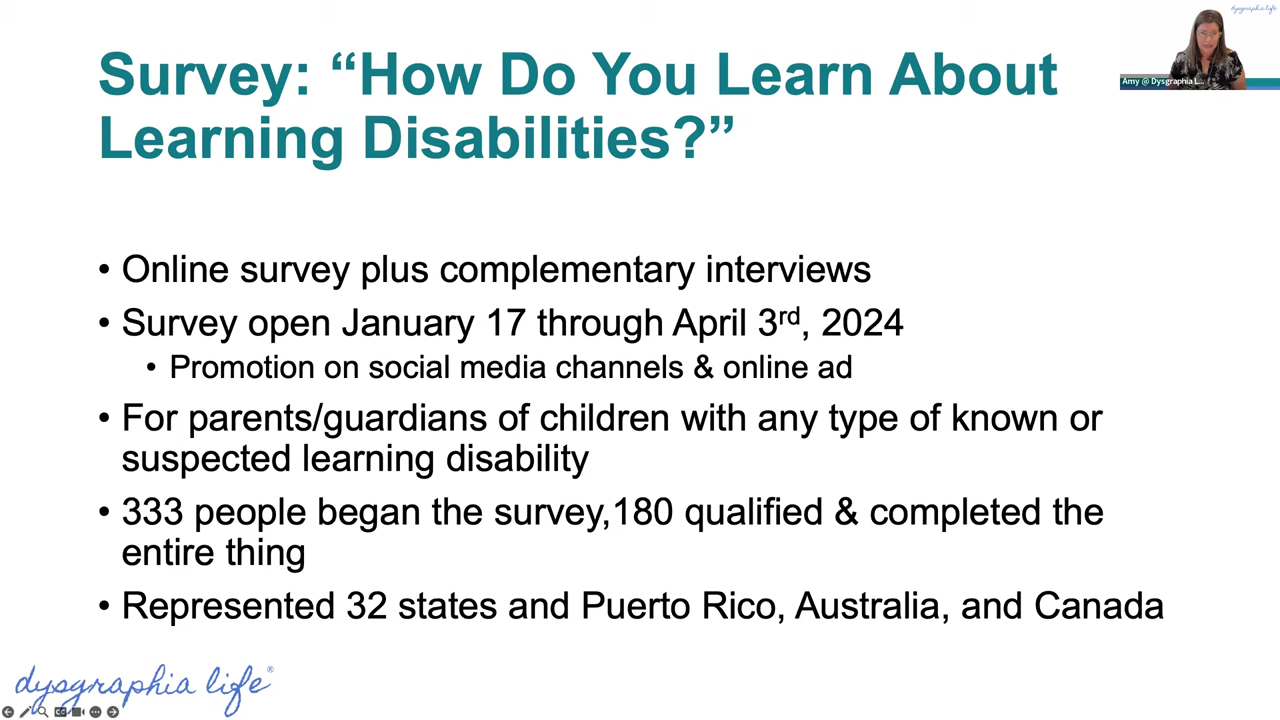 dysgraphia life
Survey: “How Do You Learn About
Learning Disabilities?”
Amy @ Dysgraphia L...
• Online survey plus complementary interviews
• Survey open January 17 through April 3rd, 2024
• Promotion on social media channels & online ad
• For parents/guardians of children with any type of known or
suspected learning disability
• 333 people began the survey,180 qualified & completed the
entire thing
• Represented 32 states and Puerto Rico, Australia, and Canada
dysgraphia life®